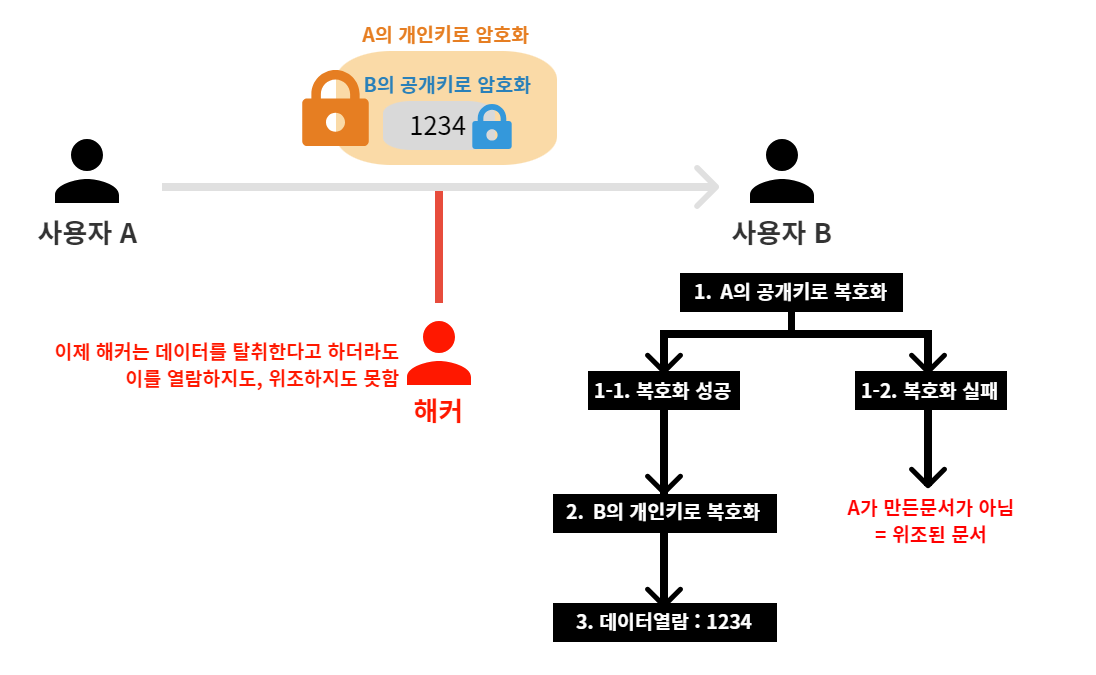 A의 개인키로 암호화
B의 공개키로 암호화
1234
사용자 A
사용자 B
1. A의 공개키로 복호화
이제 해커는 데이터를 탈취한다고 하더라도
이를 열람하지도, 위조하지도 못함
해커
1-1. 복호화 성공
1-2. 복호화 실패
2. B의 개인키로 복호화
A가 만든문서가 아님
= 위조된 문서
3. 데이터열람 : 1234